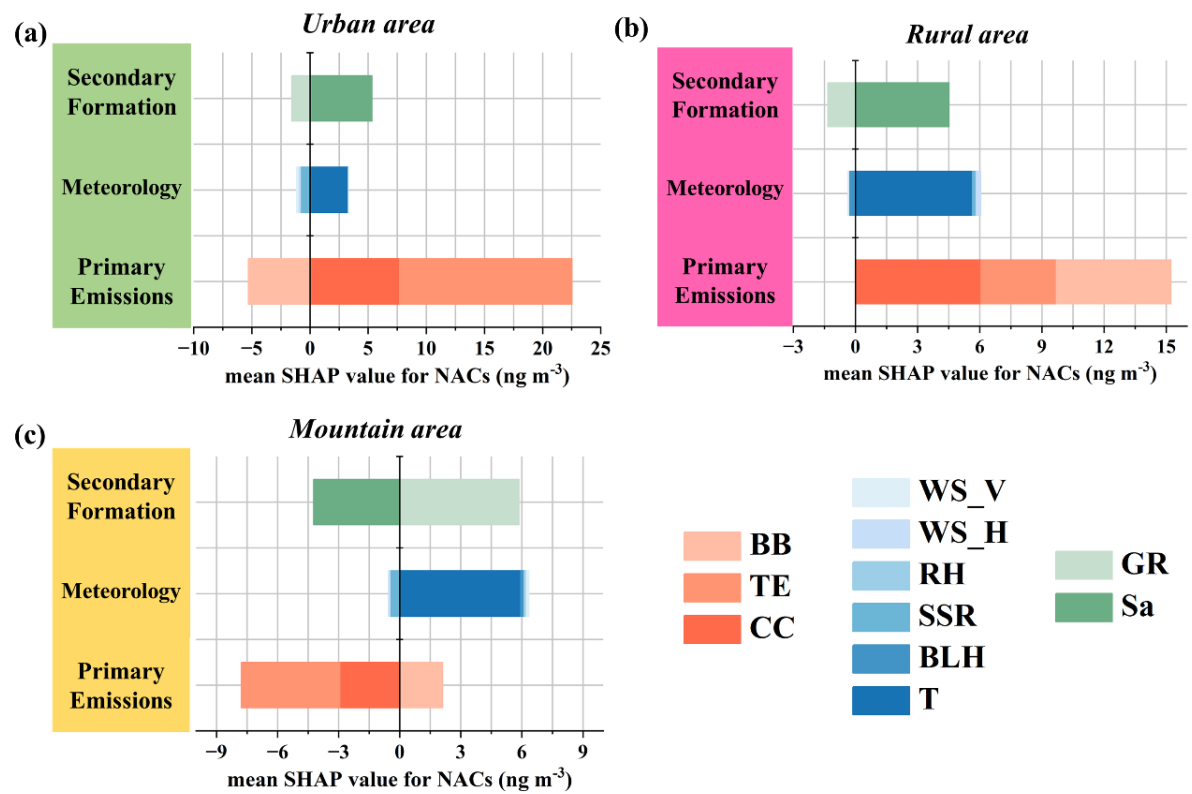 (a)
Urban area
Secondary
Formation
Meteorology
Primary
Emissions
−10 −5 0 5 10 15 20 25
mean SHAP value for NACs (ng m⁻³)
(b)
Rural area
Secondary
Formation
Meteorology
Primary
Emissions
−3 0 3 6 9 12 15
mean SHAP value for NACs (ng m⁻³)
(c)
Mountain area
Secondary
Formation
Meteorology
Primary
Emissions
−9 −6 −3 0 3 6 9
mean SHAP value for NACs (ng m⁻³)
BB
TE
CC
WS_V
WS_H
RH
SSR
BLH
T
GR
Sa